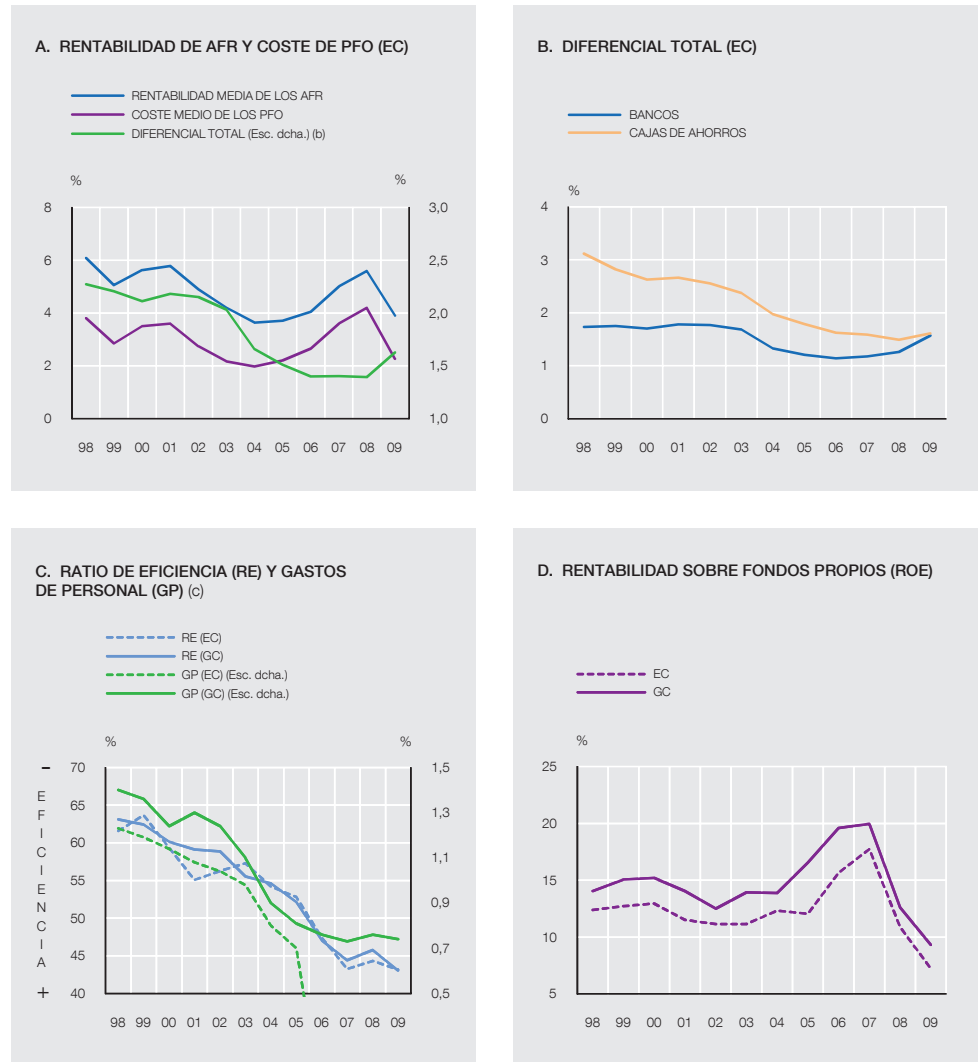 A. RENTABILIDAD DE AFR Y COSTE DE PFO (EC)
RENTABILIDAD MEDIA DE LOS AFR
COSTE MEDIO DE LOS PFO
DIFERENCIAL TOTAL (Esc. dcha.) (b)
% %
8 3,0
6 2,5
4 2,0
2 1,5
0 1,0
98 99 00 01 02 03 04 05 06 07 08 09
B. DIFERENCIAL TOTAL (EC)
BANCOS
CAJAS DE AHORROS
%
4
3
2
1
0
98 99 00 01 02 03 04 05 06 07 08 09
C. RATIO DE EFICIENCIA (RE) Y GASTOS
DE PERSONAL (GP) (c)
RE (EC)
RE (GC)
GP (EC) (Esc. dcha.)
GP (GC) (Esc. dcha.)
% %
- EFICIENCIA +
70 1,5
65 1,3
60 1,1
55 0,9
50 0,7
45 0,5
40
98 99 00 01 02 03 04 05 06 07 08 09
D. RENTABILIDAD SOBRE FONDOS PROPIOS (ROE)
EC
GC
%
25
20
15
10
5
98 99 00 01 02 03 04 05 06 07 08 09